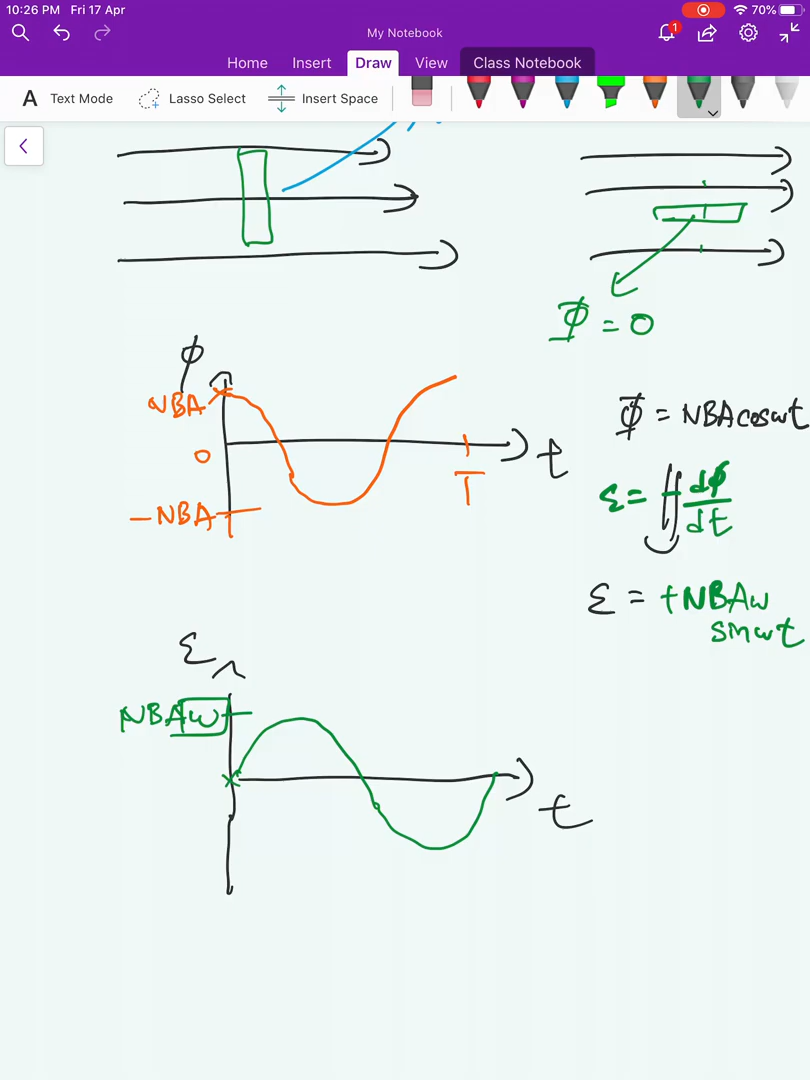 10:26 PM Fri 17 Apr
70%
My Notebook
1
Home Insert Draw View Class Notebook
A Text Mode Lasso Select Insert Space
Φ = 0
ϕ
NBA
0
-NBA
t
T
Φ = NBAcosωt
ε = - dϕ/dt
ε = +NBAω
sinωt
ε
NBAω
t